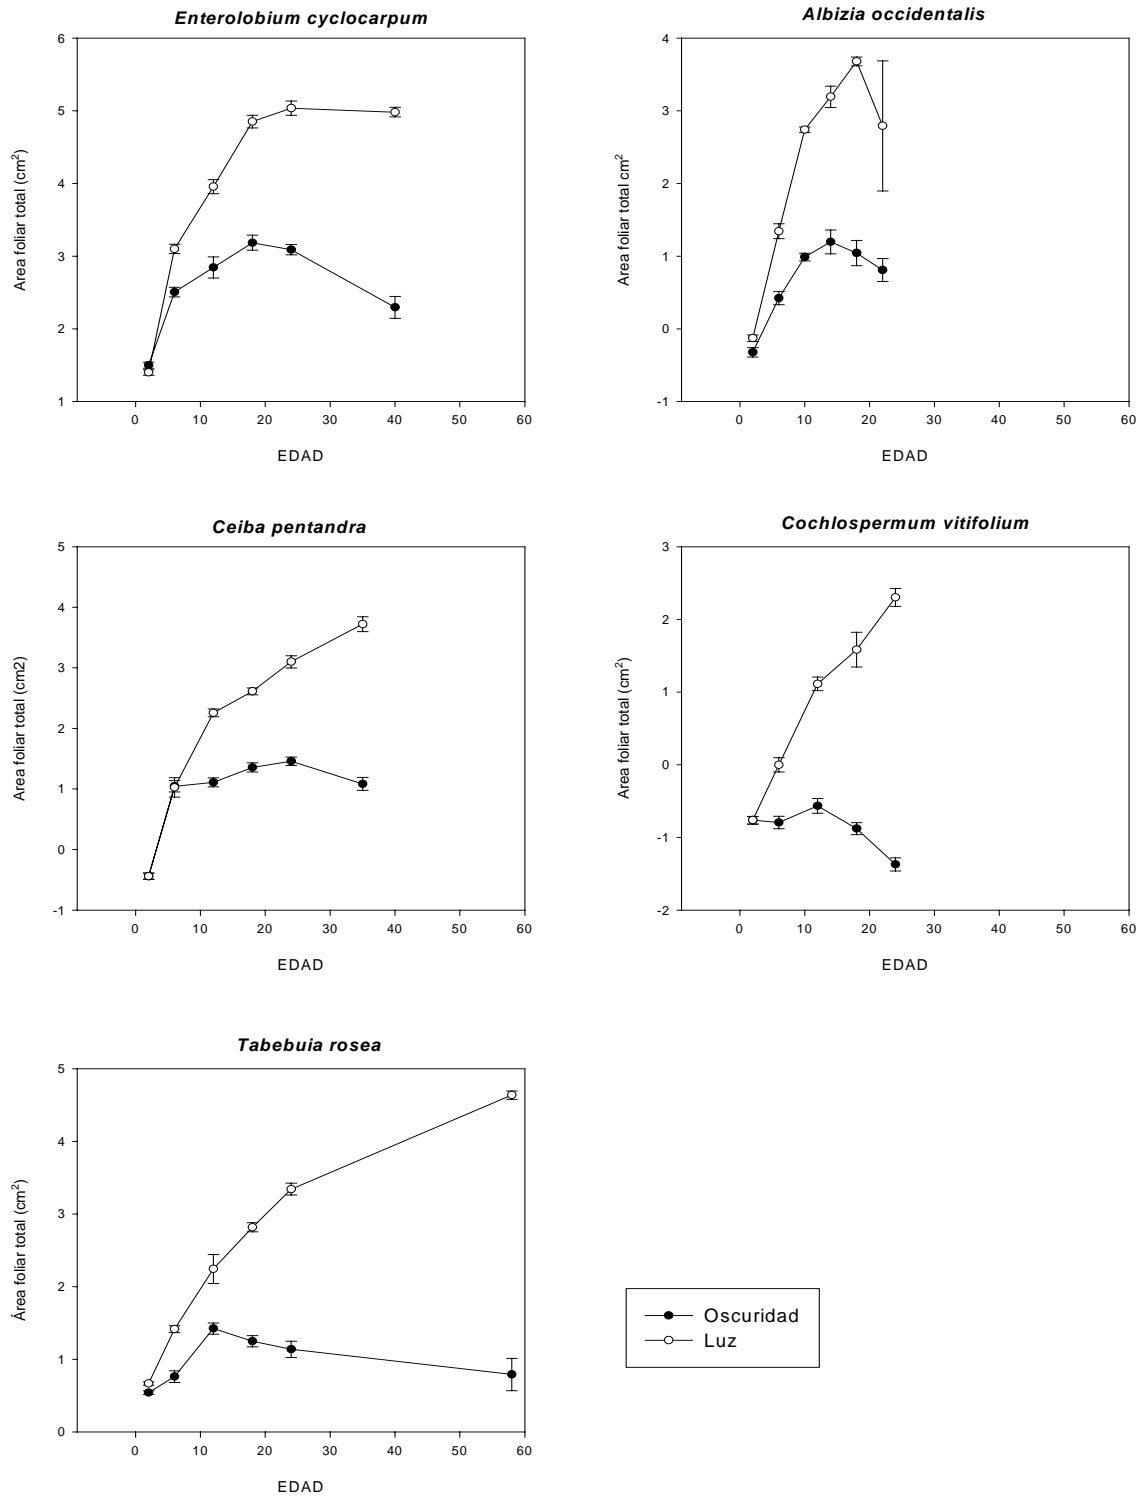 Enterolobium cyclocarpum
6
5
4
3
2
1
Area foliar total (cm²)
0 10 20 30 40 50 60
EDAD
Albizia occidentalis
4
3
2
1
0
-1
Area foliar total cm²
0 10 20 30 40 50 60
EDAD
Ceiba pentandra
5
4
3
2
1
0
-1
Area foliar total (cm2)
0 10 20 30 40 50 60
EDAD
Cochlospermum vitifolium
3
2
1
0
-1
-2
Area foliar total (cm²)
0 10 20 30 40 50 60
EDAD
Tabebuia rosea
5
4
3
2
1
0
Área foliar total (cm²)
0 10 20 30 40 50 60
EDAD
Oscuridad
Luz